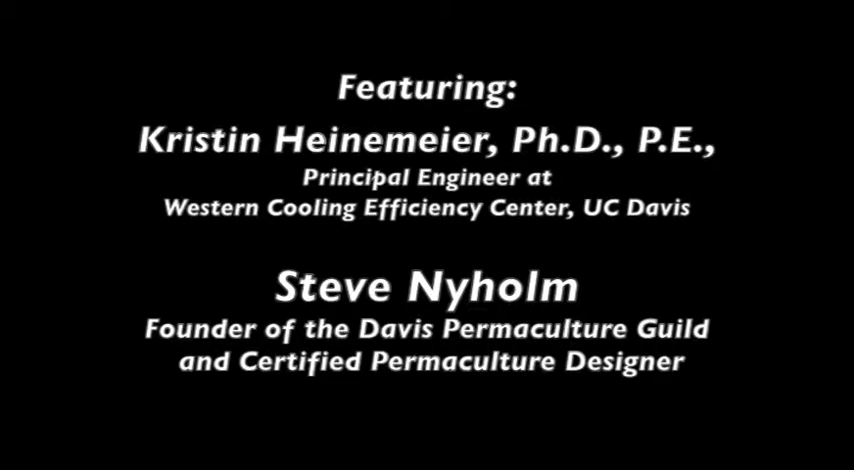 Featuring:
Kristin Heinemeier, Ph.D., P.E.,
Principal Engineer at
Western Cooling Efficiency Center, UC Davis
Steve Nyholm
Founder of the Davis Permaculture Guild
and Certified Permaculture Designer